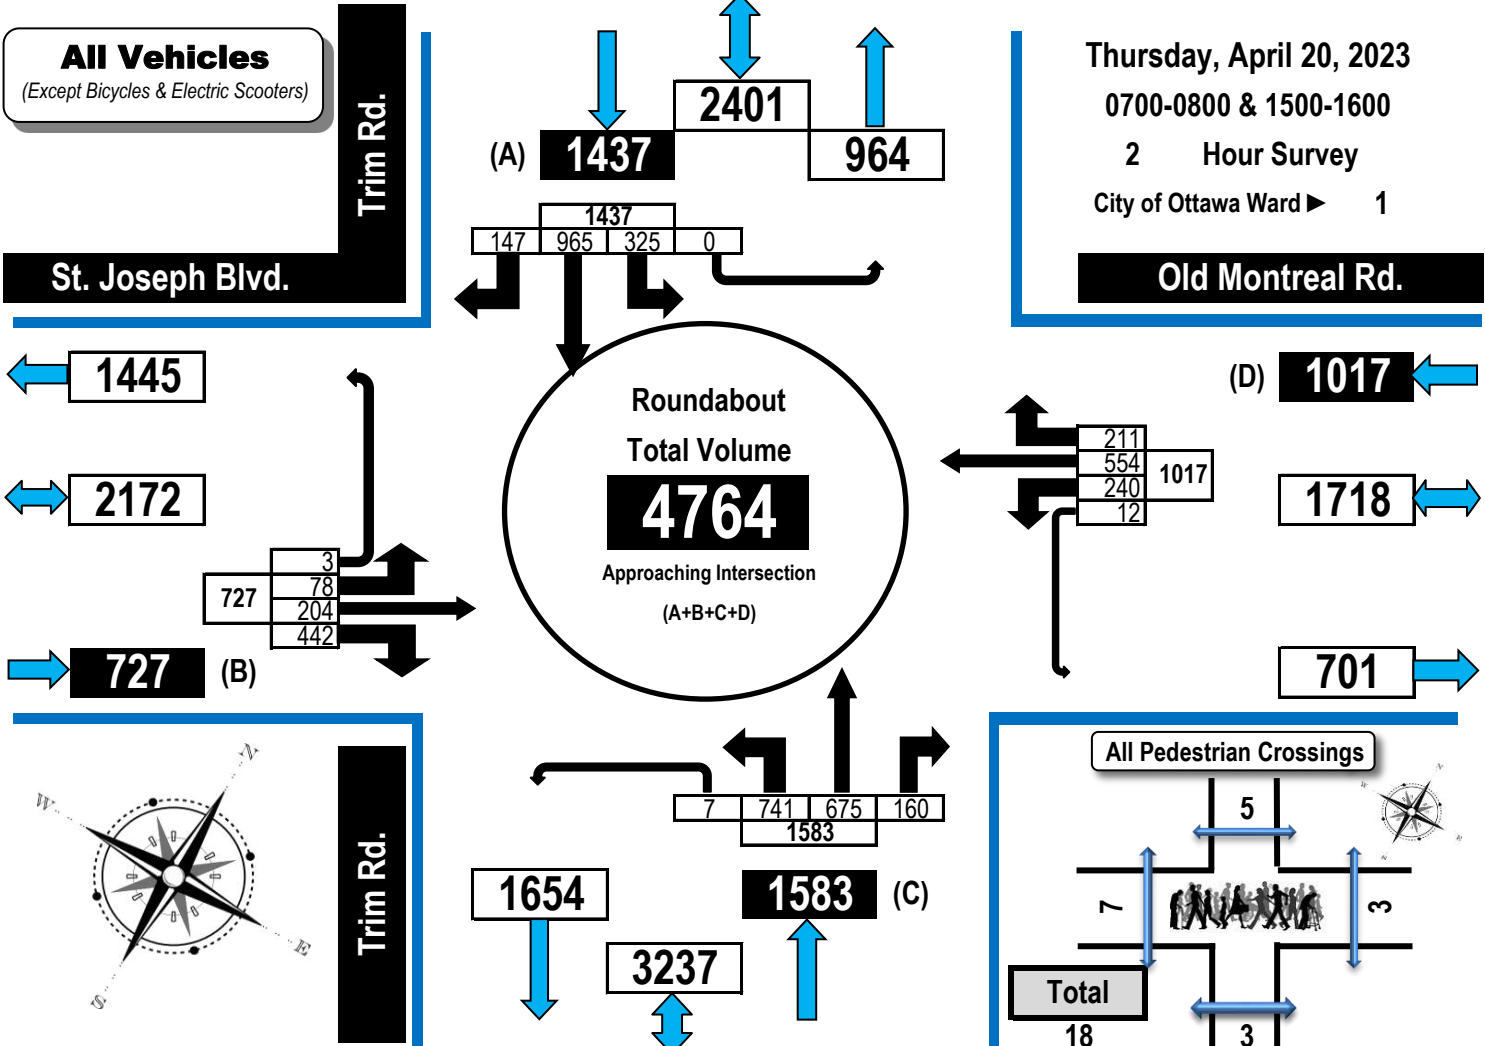 All Vehicles
(Except Bicycles & Electric Scooters)
Trim Rd.
St. Joseph Blvd.
2401
(A) 1437
964
1437
147 965 325 0
Thursday, April 20, 2023
0700-0800 & 1500-1600
2 Hour Survey
City of Ottawa Ward ► 1
Old Montreal Rd.
1445
2172
3
78
204
442
727
727 (B)
Roundabout
Total Volume
4764
Approaching Intersection
(A+B+C+D)
(D) 1017
211
554
240
12
1017
1718
701
N
W
E
S
Trim Rd.
7 741 675 160
1583
1654
1583 (C)
3237
All Pedestrian Crossings
5
7
3
N
W
E
Total
18
3